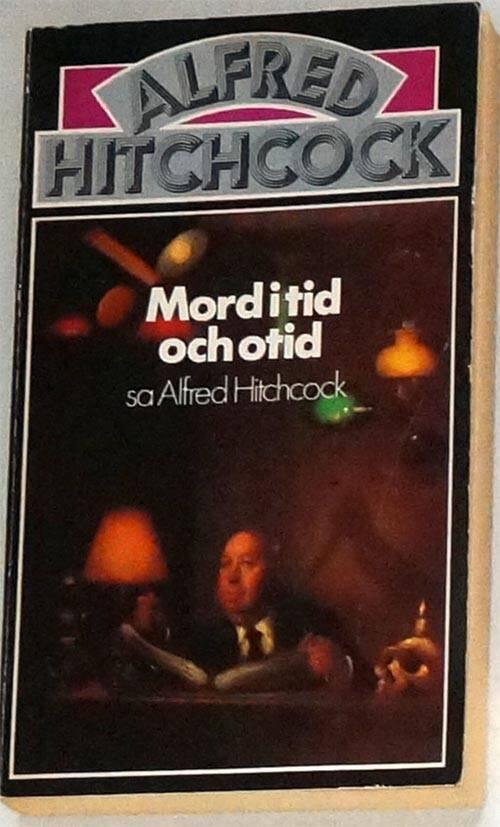 ALFRED
HITCHCOCK
Mord i tid
och otid
sa Alfred Hitchcock